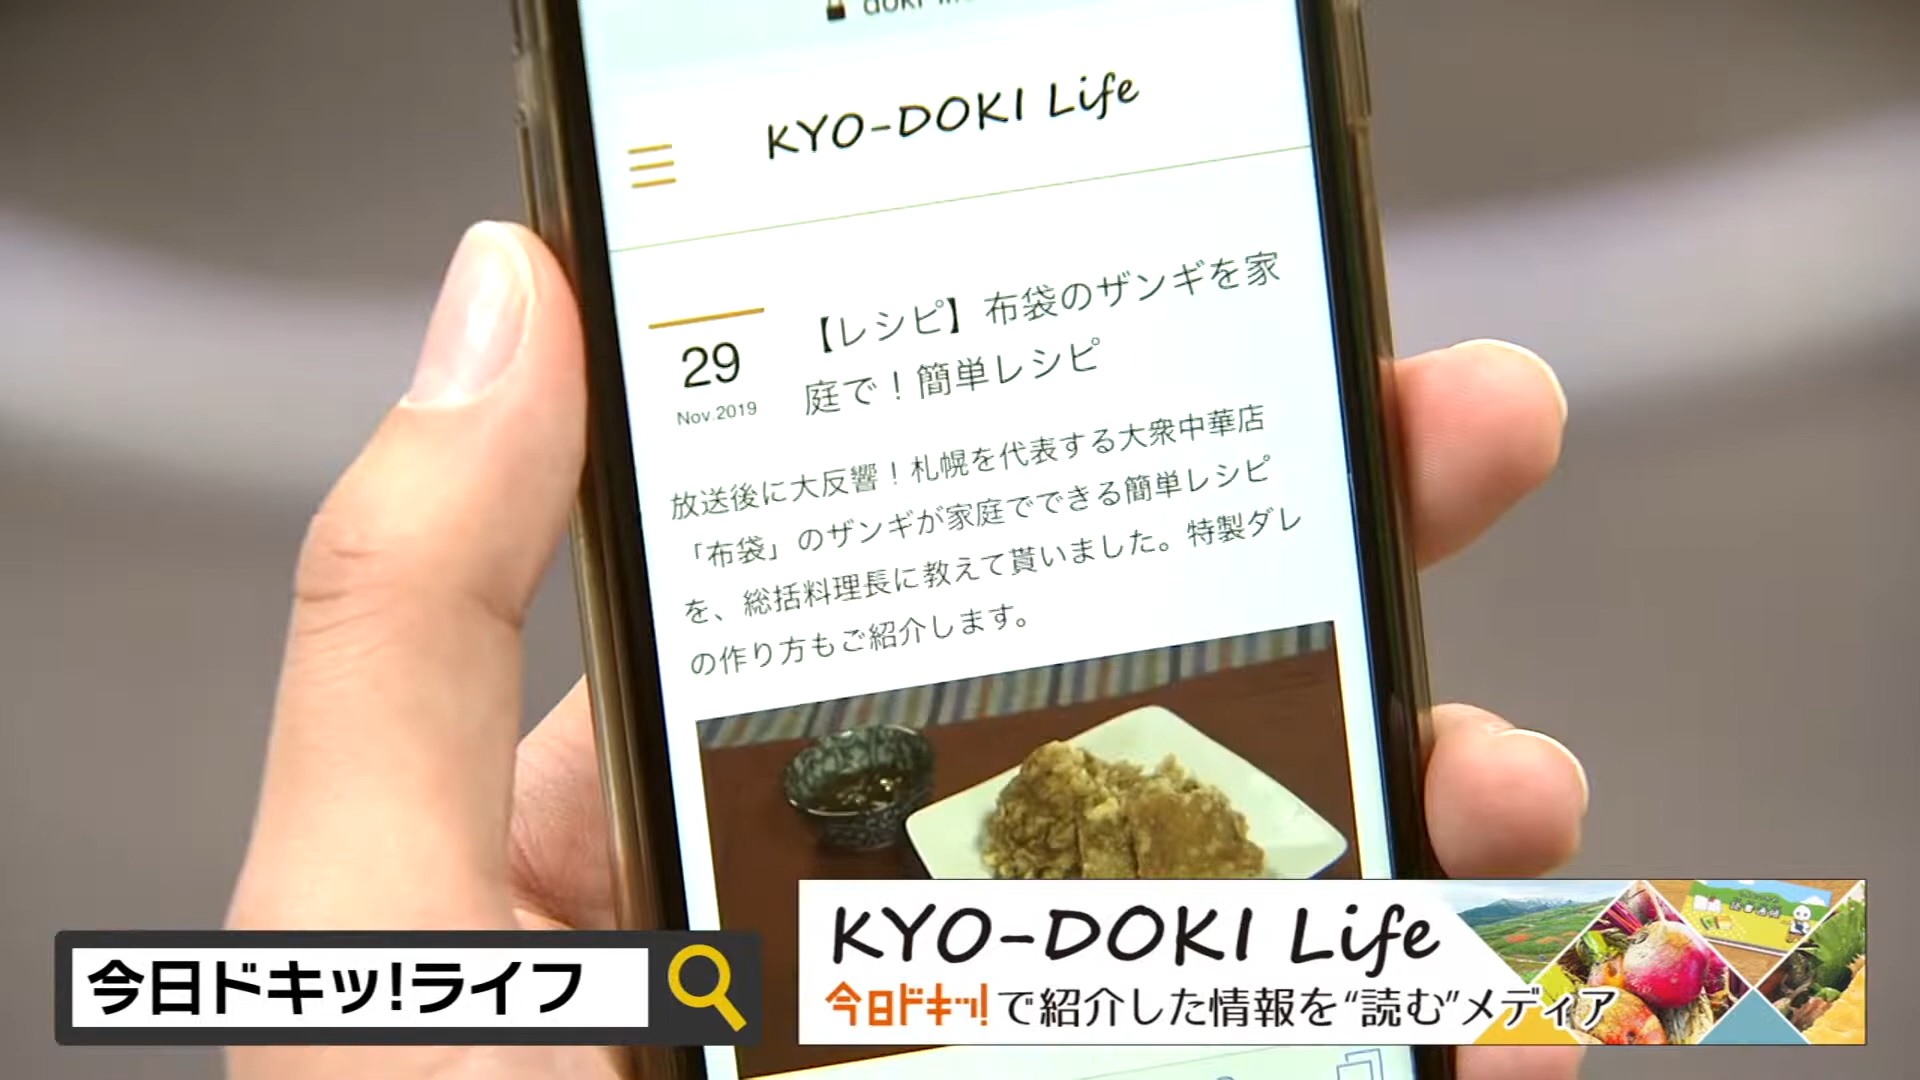 KYO-DOKI Life
29
Nov.2019
【レシピ】布袋のザンギを家
庭で！簡単レシピ
放送後に大反響！札幌を代表する大衆中華店
「布袋」のザンギが家庭でできる簡単レシピ
を、総括料理長に教えて貰いました。特製ダレ
の作り方もご紹介します。
今日ドキッ!ライフ
KYO-DOKI Life
今日ドキッ!で紹介した情報を“読む”メディア